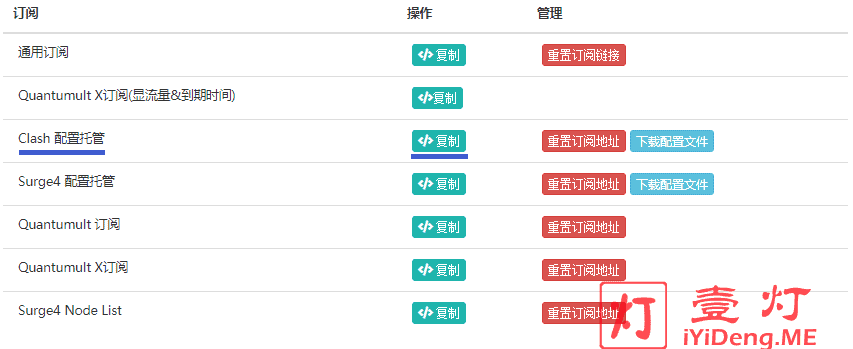 订阅 操作 管理
通用订阅 </>复制 重置订阅链接
Quantumult X订阅(显流量&到期时间) </>复制
Clash 配置托管 </>复制 重置订阅地址 下载配置文件
Surge4 配置托管 </>复制 重置订阅地址 下载配置文件
Quantumult 订阅 </>复制 重置订阅地址
Quantumult X订阅 </>复制 重置订阅地址
Surge4 Node List </>复制 重置订阅地址
灯 壹灯
iYiDeng.ME